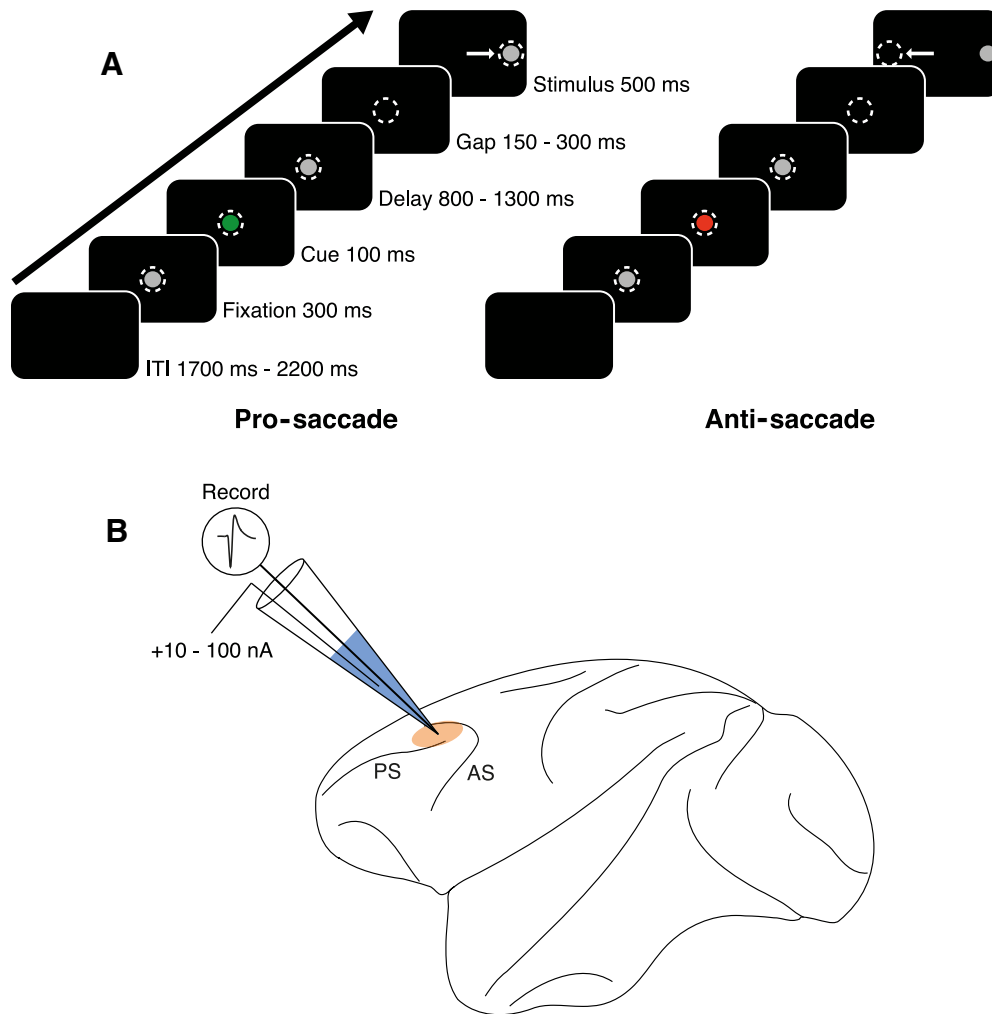 A
Stimulus 500 ms
Gap 150 - 300 ms
Delay 800 - 1300 ms
Cue 100 ms
Fixation 300 ms
ITI 1700 ms - 2200 ms
Pro-saccade
Anti-saccade
B
Record
+10 - 100 nA
PS
AS